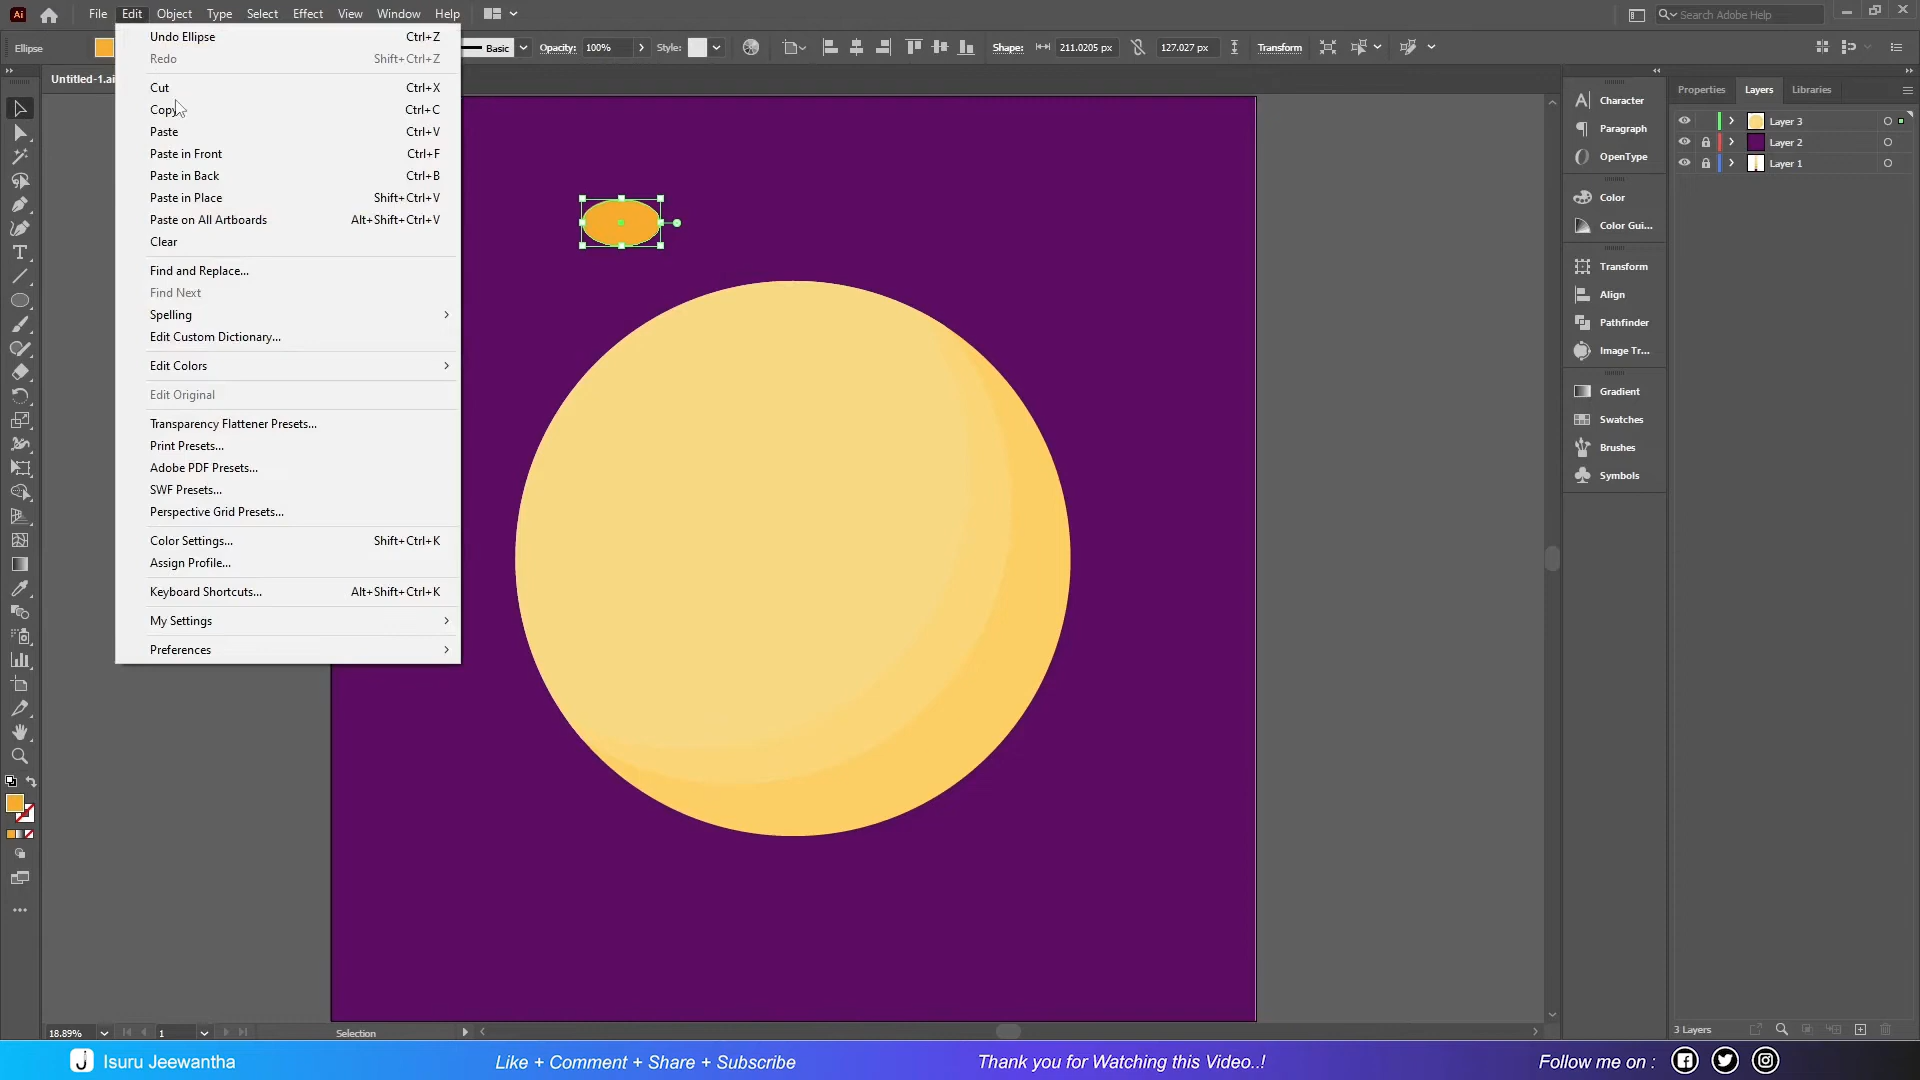 Ai File Edit Object Type Select Effect View Window Help Search Adobe Help
Ellipse Basic Opacity: 100% Style: Shape: 211.0205 px 127.027 px Transform
Untitled-1.ai
Undo Ellipse Ctrl+Z
Redo Shift+Ctrl+Z
Cut Ctrl+X
Copy Ctrl+C
Paste Ctrl+V
Paste in Front Ctrl+F
Paste in Back Ctrl+B
Paste in Place Shift+Ctrl+V
Paste on All Artboards Alt+Shift+Ctrl+V
Clear
Find and Replace...
Find Next
Spelling
Edit Custom Dictionary...
Edit Colors
Edit Original
Transparency Flattener Presets...
Print Presets...
Adobe PDF Presets...
SWF Presets...
Perspective Grid Presets...
Color Settings... Shift+Ctrl+K
Assign Profile...
Keyboard Shortcuts... Alt+Shift+Ctrl+K
My Settings
Preferences
Character
Paragraph
OpenType
Color
Color Gui...
Transform
Align
Pathfinder
Image Tr...
Gradient
Swatches
Brushes
Symbols
Properties Layers Libraries
Layer 3
Layer 2
Layer 1
3 Layers
18.89% 1 Selection
Isuru Jeewantha Like + Comment + Share + Subscribe Thank you for Watching this Video..! Follow me on :